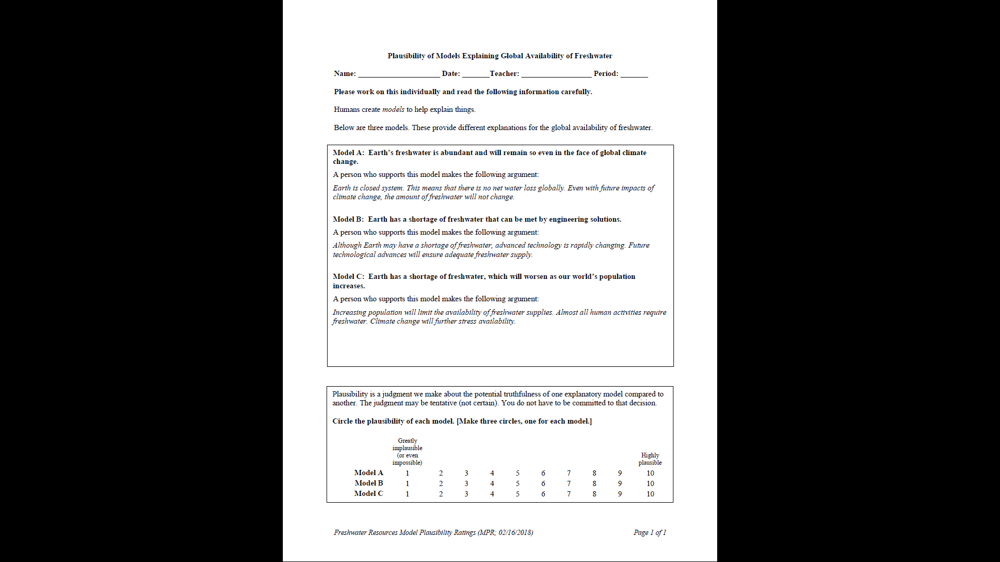 Plausibility of Models Explaining Global Availability of Freshwater
Name: _____________________ Date: _______Teacher: __________________ Period: _______
Please work on this individually and read the following information carefully.
Humans create models to help explain things.
Below are three models. These provide different explanations for the global availability of freshwater.
Model A:  Earth’s freshwater is abundant and will remain so even in the face of global climate
change.
A person who supports this model makes the following argument:
Earth is closed system. This means that there is no net water loss globally. Even with future impacts of
climate change, the amount of freshwater will not change.
Model B:  Earth has a shortage of freshwater that can be met by engineering solutions.
A person who supports this model makes the following argument:
Although Earth may have a shortage of freshwater, advanced technology is rapidly changing. Future
technological advances will ensure adequate freshwater supply.
Model C:  Earth has a shortage of freshwater, which will worsen as our world’s population
increases.
A person who supports this model makes the following argument:
Increasing population will limit the availability of freshwater supplies. Almost all human activities require
freshwater. Climate change will further stress availability.
Plausibility is a judgment we make about the potential truthfulness of one explanatory model compared to
another. The judgment may be tentative (not certain). You do not have to be committed to that decision.
Circle the plausibility of each model. [Make three circles, one for each model.]
Greatly
implausible
(or even
impossible)
Highly
plausible
Model A 1 2 3 4 5 6 7 8 9 10
Model B 1 2 3 4 5 6 7 8 9 10
Model C 1 2 3 4 5 6 7 8 9 10
Freshwater Resources Model Plausibility Ratings (MPR; 02/16/2018) Page 1 of 1